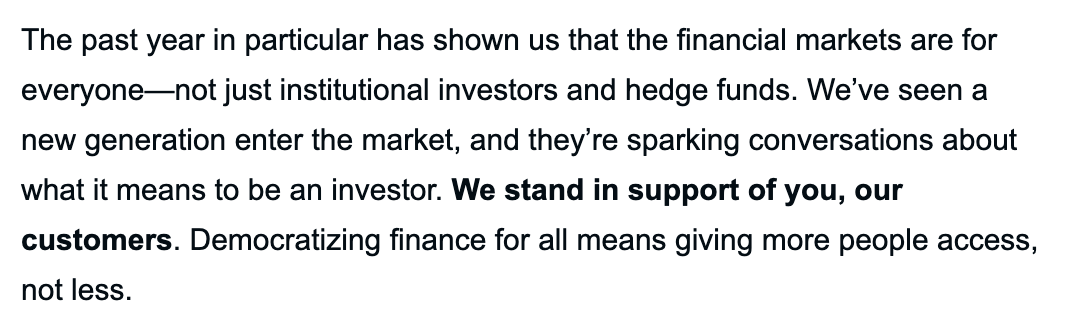 The past year in particular has shown us that the financial markets are for
everyone—not just institutional investors and hedge funds. We’ve seen a
new generation enter the market, and they’re sparking conversations about
what it means to be an investor. We stand in support of you, our
customers. Democratizing finance for all means giving more people access,
not less.